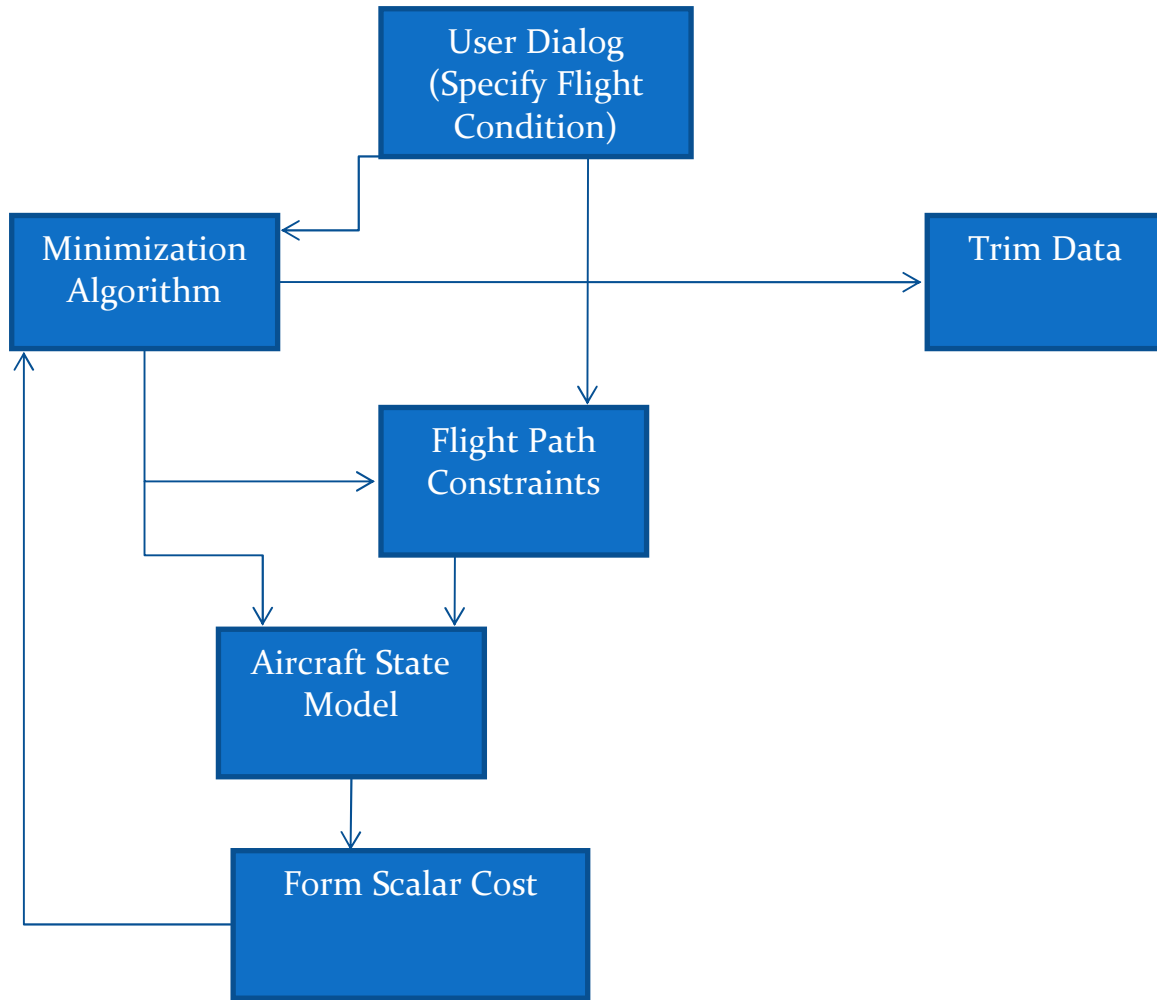 User Dialog
(Specify Flight
Condition)
Minimization
Algorithm
Trim Data
Flight Path
Constraints
Aircraft State
Model
Form Scalar Cost